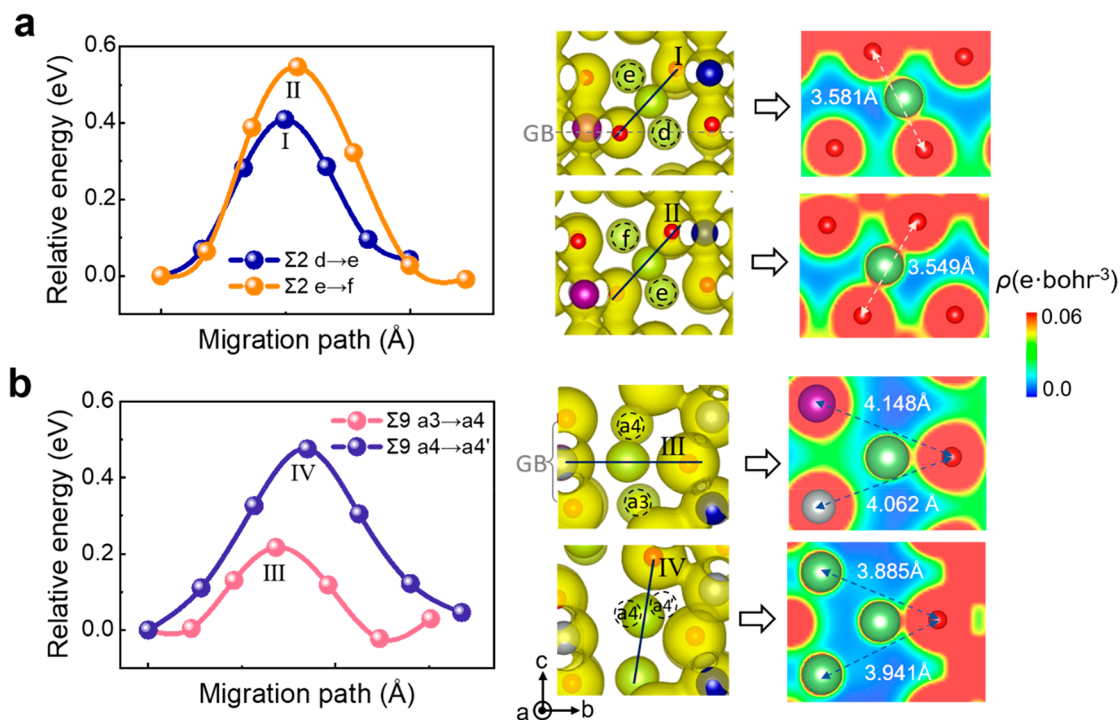 a
Relative energy (eV)
0.6
0.4
0.2
0.0
II
I
Σ2 d→e
Σ2 e→f
Migration path (Å)
GB
e
I
d
3.581Å
f
II
e
3.549Å
ρ(e·bohr⁻³)
0.06
0.0
b
Relative energy (eV)
0.6
0.4
0.2
0.0
Σ9 a3→a4
Σ9 a4→a4'
IV
III
Migration path (Å)
GB
a4
III
a3
4.148Å
4.062 Å
IV
a4
a4'
3.885Å
3.941Å
c
a
b